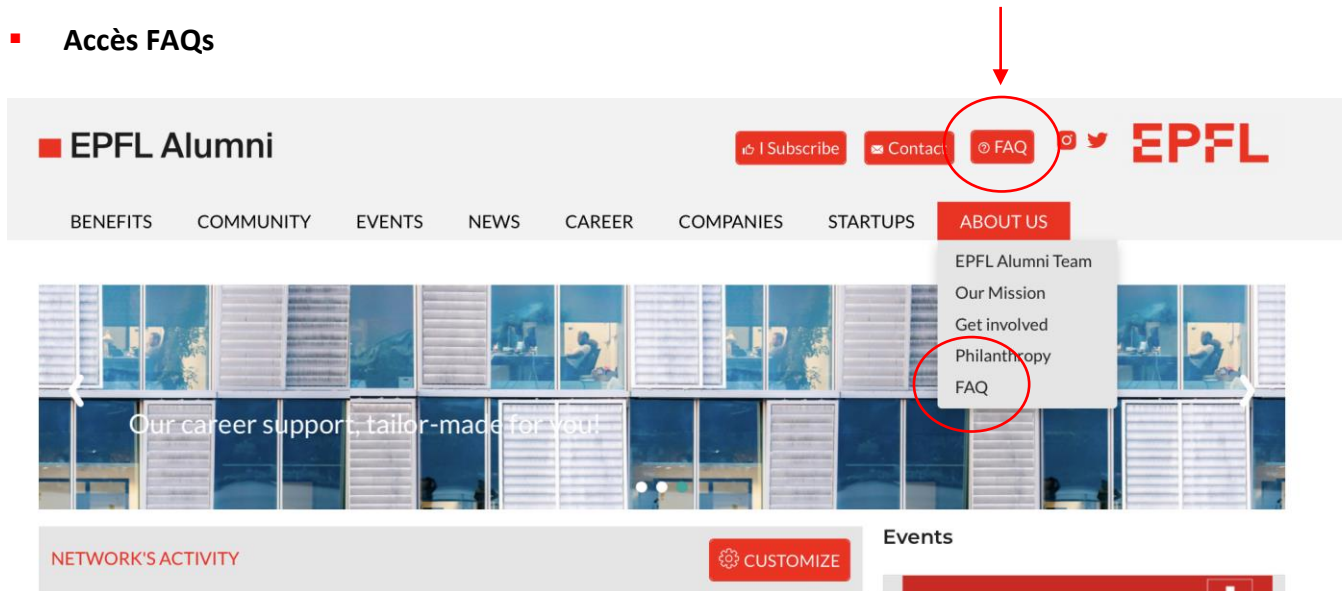 Accès FAQs
EPFL Alumni
I Subscribe
Contact
FAQ
EPFL
BENEFITS COMMUNITY EVENTS NEWS CAREER COMPANIES STARTUPS ABOUT US
EPFL Alumni Team
Our Mission
Get involved
Philanthropy
FAQ
Our career support, tailor-made for you!
NETWORK'S ACTIVITY
CUSTOMIZE
Events